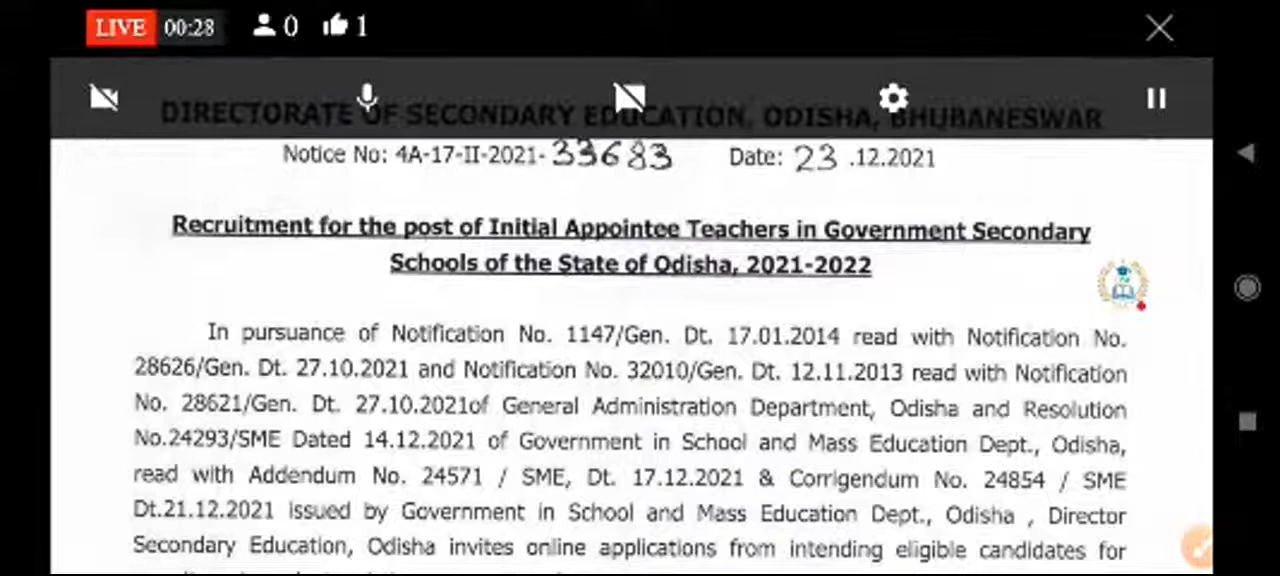 LIVE 00:28 0 1
DIRECTORATE OF SECONDARY EDUCATION, ODISHA, BHUBANESWAR
Notice No: 4A-17-II-2021-33683 Date: 23 .12.2021
Recruitment for the post of Initial Appointee Teachers in Government Secondary
Schools of the State of Odisha, 2021-2022
In pursuance of Notification No. 1147/Gen. Dt. 17.01.2014 read with Notification No.
28626/Gen. Dt. 27.10.2021 and Notification No. 32010/Gen. Dt. 12.11.2013 read with Notification
No. 28621/Gen. Dt. 27.10.2021of General Administration Department, Odisha and Resolution
No.24293/SME Dated 14.12.2021 of Government in School and Mass Education Dept., Odisha,
read with Addendum No. 24571 / SME, Dt. 17.12.2021 & Corrigendum No. 24854 / SME
Dt.21.12.2021 issued by Government in School and Mass Education Dept., Odisha , Director
Secondary Education, Odisha invites online applications from intending eligible candidates for